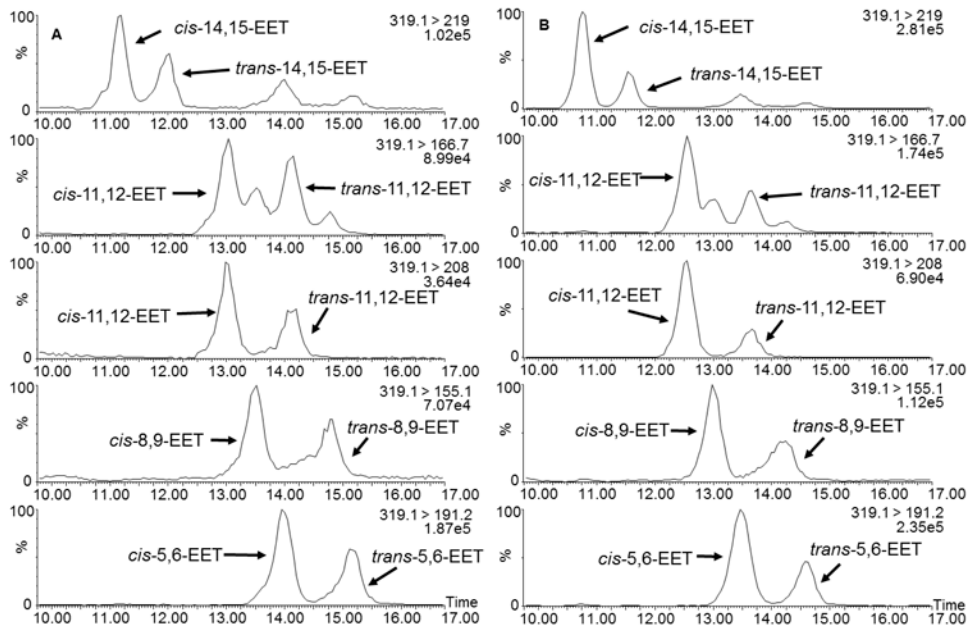 A
100
%
0
cis-14,15-EET
trans-14,15-EET
319.1 > 219
1.02e5
10.00 11.00 12.00 13.00 14.00 15.00 16.00 17.00
100
%
0
cis-11,12-EET
trans-11,12-EET
319.1 > 166.7
8.99e4
10.00 11.00 12.00 13.00 14.00 15.00 16.00 17.00
100
%
0
cis-11,12-EET
trans-11,12-EET
319.1 > 208
3.64e4
10.00 11.00 12.00 13.00 14.00 15.00 16.00 17.00
100
%
0
cis-8,9-EET
trans-8,9-EET
319.1 > 155.1
7.07e4
10.00 11.00 12.00 13.00 14.00 15.00 16.00 17.00
100
%
0
cis-5,6-EET
trans-5,6-EET
319.1 > 191.2
1.87e5
Time
10.00 11.00 12.00 13.00 14.00 15.00 16.00 17.00
B
100
%
0
cis-14,15-EET
trans-14,15-EET
319.1 > 219
2.81e5
10.00 11.00 12.00 13.00 14.00 15.00 16.00 17.00
100
%
0
cis-11,12-EET
trans-11,12-EET
319.1 > 166.7
1.74e5
10.00 11.00 12.00 13.00 14.00 15.00 16.00 17.00
100
%
0
cis-11,12-EET
trans-11,12-EET
319.1 > 208
6.90e4
10.00 11.00 12.00 13.00 14.00 15.00 16.00 17.00
100
%
0
cis-8,9-EET
trans-8,9-EET
319.1 > 155.1
1.12e5
10.00 11.00 12.00 13.00 14.00 15.00 16.00 17.00
100
%
0
cis-5,6-EET
trans-5,6-EET
319.1 > 191.2
2.35e5
Time
10.00 11.00 12.00 13.00 14.00 15.00 16.00 17.00